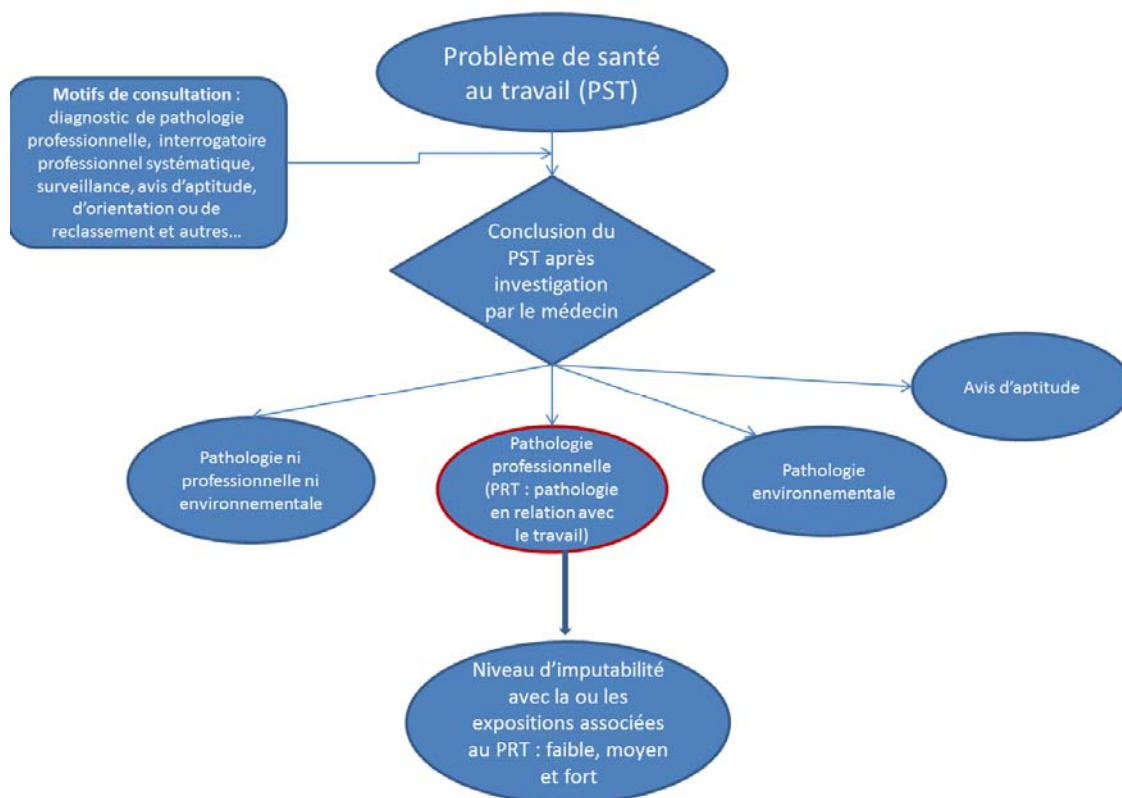 Problème de santé
au travail (PST)
Motifs de consultation :
diagnostic de pathologie
professionnelle, interrogatoire
professionnel systématique,
surveillance, avis d’aptitude,
d’orientation ou de
reclassement et autres…
Conclusion du
PST après
investigation
par le médecin
Avis d’aptitude
Pathologie ni
professionnelle ni
environnementale
Pathologie
professionnelle
(PRT : pathologie
en relation avec
le travail)
Pathologie
environnementale
Niveau d’imputabilité
avec la ou les
expositions associées
au PRT : faible, moyen
et fort